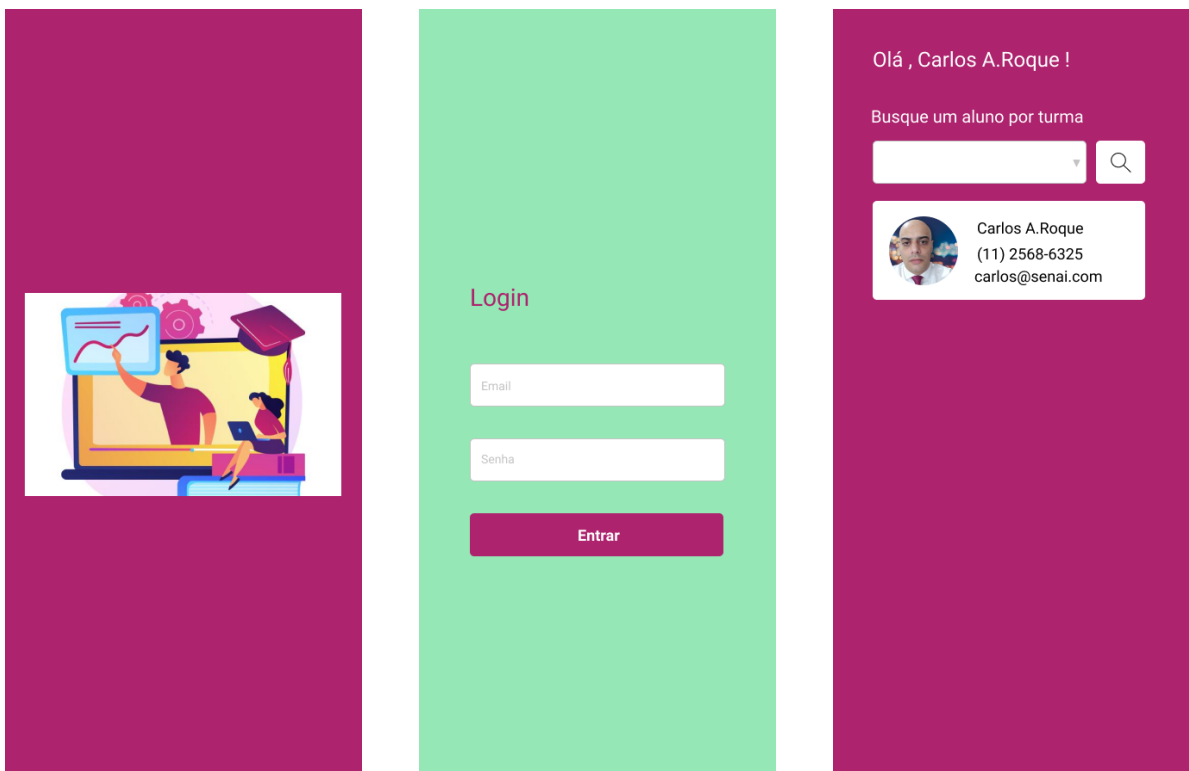 Login
Email
Senha
Entrar
Olá , Carlos A.Roque !
Busque um aluno por turma
Carlos A.Roque
(11) 2568-6325
carlos@senai.com